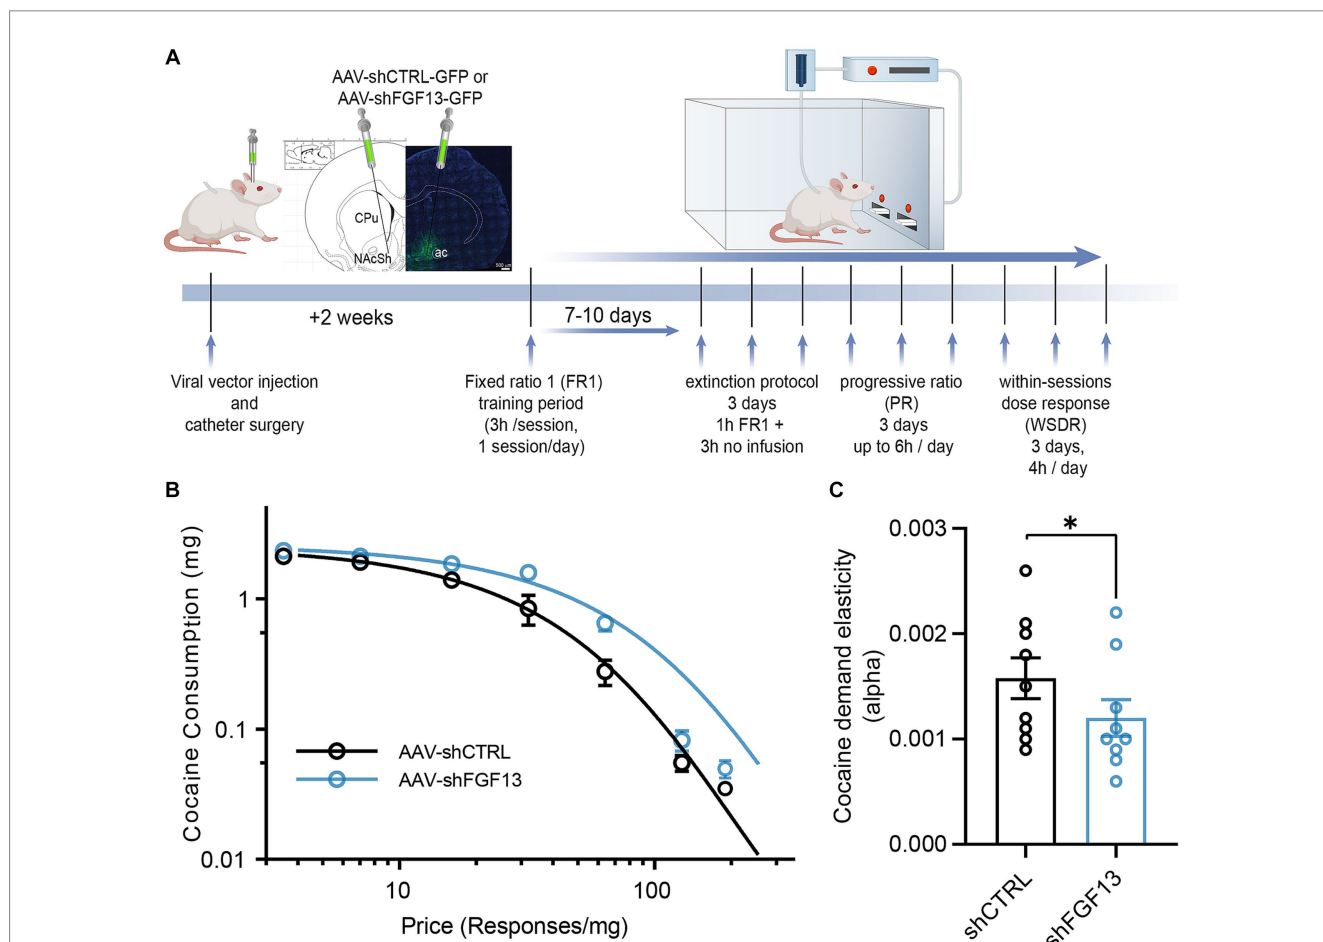 A
AAV-shCTRL-GFP or
AAV-shFGF13-GFP
CPu
NAcSh
ac
500 µm
+2 weeks
7-10 days
Viral vector injection
and
catheter surgery
Fixed ratio 1 (FR1)
training period
(3h /session,
1 session/day)
extinction protocol
3 days
1h FR1 +
3h no infusion
progressive ratio
(PR)
3 days
up to 6h / day
within-sessions
dose response
(WSDR)
3 days,
4h / day
B
Cocaine Consumption (mg)
1
0.1
0.01
10
100
Price (Responses/mg)
AAV-shCTRL
AAV-shFGF13
C
Cocaine demand elasticity
(alpha)
0.003
0.002
0.001
0.000
*
shCTRL
shFGF13